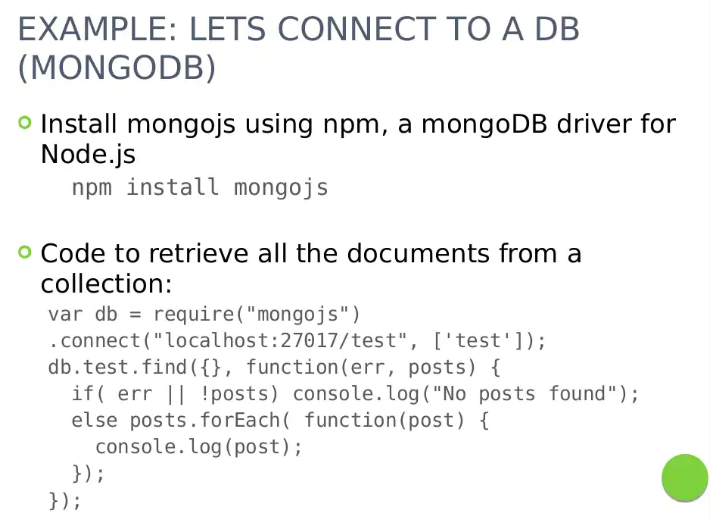 EXAMPLE: LETS CONNECT TO A DB
(MONGODB)
Install mongojs using npm, a mongoDB driver for
Node.js
npm install mongojs
Code to retrieve all the documents from a
collection:
var db = require("mongojs")
.connect("localhost:27017/test", ['test']);
db.test.find({}, function(err, posts) {
if( err || !posts) console.log("No posts found");
else posts.forEach( function(post) {
console.log(post);
});
});